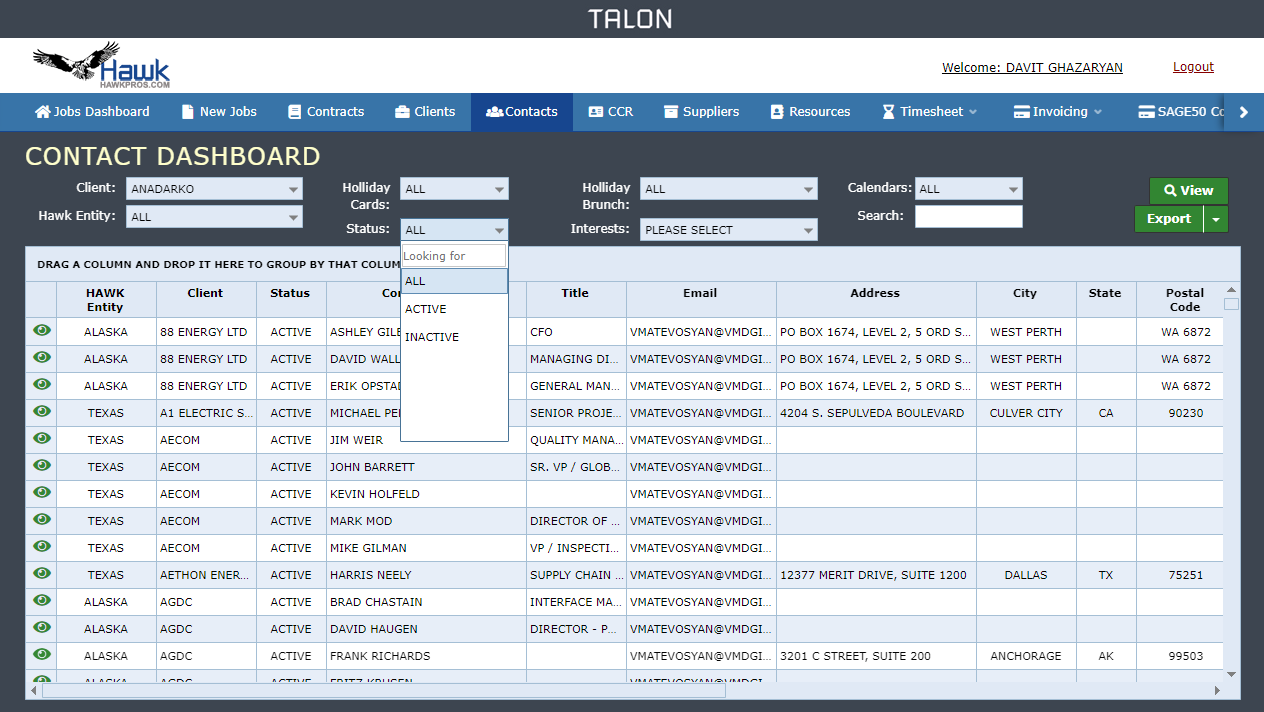 TALON
Hawk
HAWKPROS.COM
Welcome: DAVIT GHAZARYAN
Logout
Jobs Dashboard New Jobs Contracts Clients Contacts CCR Suppliers Resources Timesheet Invoicing SAGE50 Co
CONTACT DASHBOARD
Client: ANADARKO Holliday Cards: ALL Holliday Brunch: ALL Calendars: ALL View
Hawk Entity: ALL Status: ALL Interests: PLEASE SELECT Search: Export
Looking for
ALL
ACTIVE
INACTIVE
DRAG A COLUMN AND DROP IT HERE TO GROUP BY THAT COLUM
HAWK Entity Client Status Co Title Email Address City State Postal Code
ALASKA 88 ENERGY LTD ACTIVE ASHLEY GILB CFO VMATEVOSYAN@VMDGI... PO BOX 1674, LEVEL 2, 5 ORD S... WEST PERTH WA 6872
ALASKA 88 ENERGY LTD ACTIVE DAVID WALL MANAGING DI... VMATEVOSYAN@VMDGI... PO BOX 1674, LEVEL 2, 5 ORD S... WEST PERTH WA 6872
ALASKA 88 ENERGY LTD ACTIVE ERIK OPSTAD GENERAL MAN... VMATEVOSYAN@VMDGI... PO BOX 1674, LEVEL 2, 5 ORD S... WEST PERTH WA 6872
TEXAS A1 ELECTRIC S... ACTIVE MICHAEL PE SENIOR PROJE... VMATEVOSYAN@VMDGI... 4204 S. SEPULVEDA BOULEVARD CULVER CITY CA 90230
TEXAS AECOM ACTIVE JIM WEIR QUALITY MANA... VMATEVOSYAN@VMDGI...
TEXAS AECOM ACTIVE JOHN BARRETT SR. VP / GLOB... VMATEVOSYAN@VMDGI...
TEXAS AECOM ACTIVE KEVIN HOLFELD VMATEVOSYAN@VMDGI...
TEXAS AECOM ACTIVE MARK MOD DIRECTOR OF ... VMATEVOSYAN@VMDGI...
TEXAS AECOM ACTIVE MIKE GILMAN VP / INSPECTI... VMATEVOSYAN@VMDGI...
TEXAS AETHON ENER... ACTIVE HARRIS NEELY SUPPLY CHAIN ... VMATEVOSYAN@VMDGI... 12377 MERIT DRIVE, SUITE 1200 DALLAS TX 75251
ALASKA AGDC ACTIVE BRAD CHASTAIN INTERFACE MA... VMATEVOSYAN@VMDGI...
ALASKA AGDC ACTIVE DAVID HAUGEN DIRECTOR - P... VMATEVOSYAN@VMDGI...
ALASKA AGDC ACTIVE FRANK RICHARDS VMATEVOSYAN@VMDGI... 3201 C STREET, SUITE 200 ANCHORAGE AK 99503
ALASKA AGDC ACTIVE FRITZ KRUSEN VMATEVOSYAN@VMDGI...